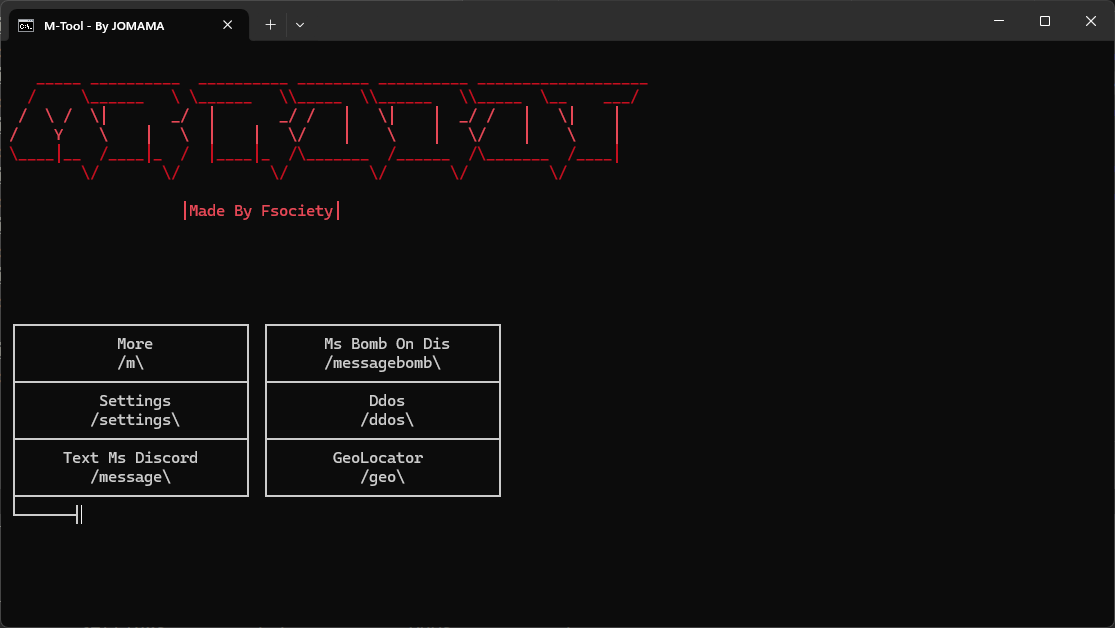 M-Tool - By JOMAMA
|Made By Fsociety|
More
/m\
Settings
/settings\
Text Ms Discord
/message\
Ms Bomb On Dis
/messagebomb\
Ddos
/ddos\
GeoLocator
/geo\